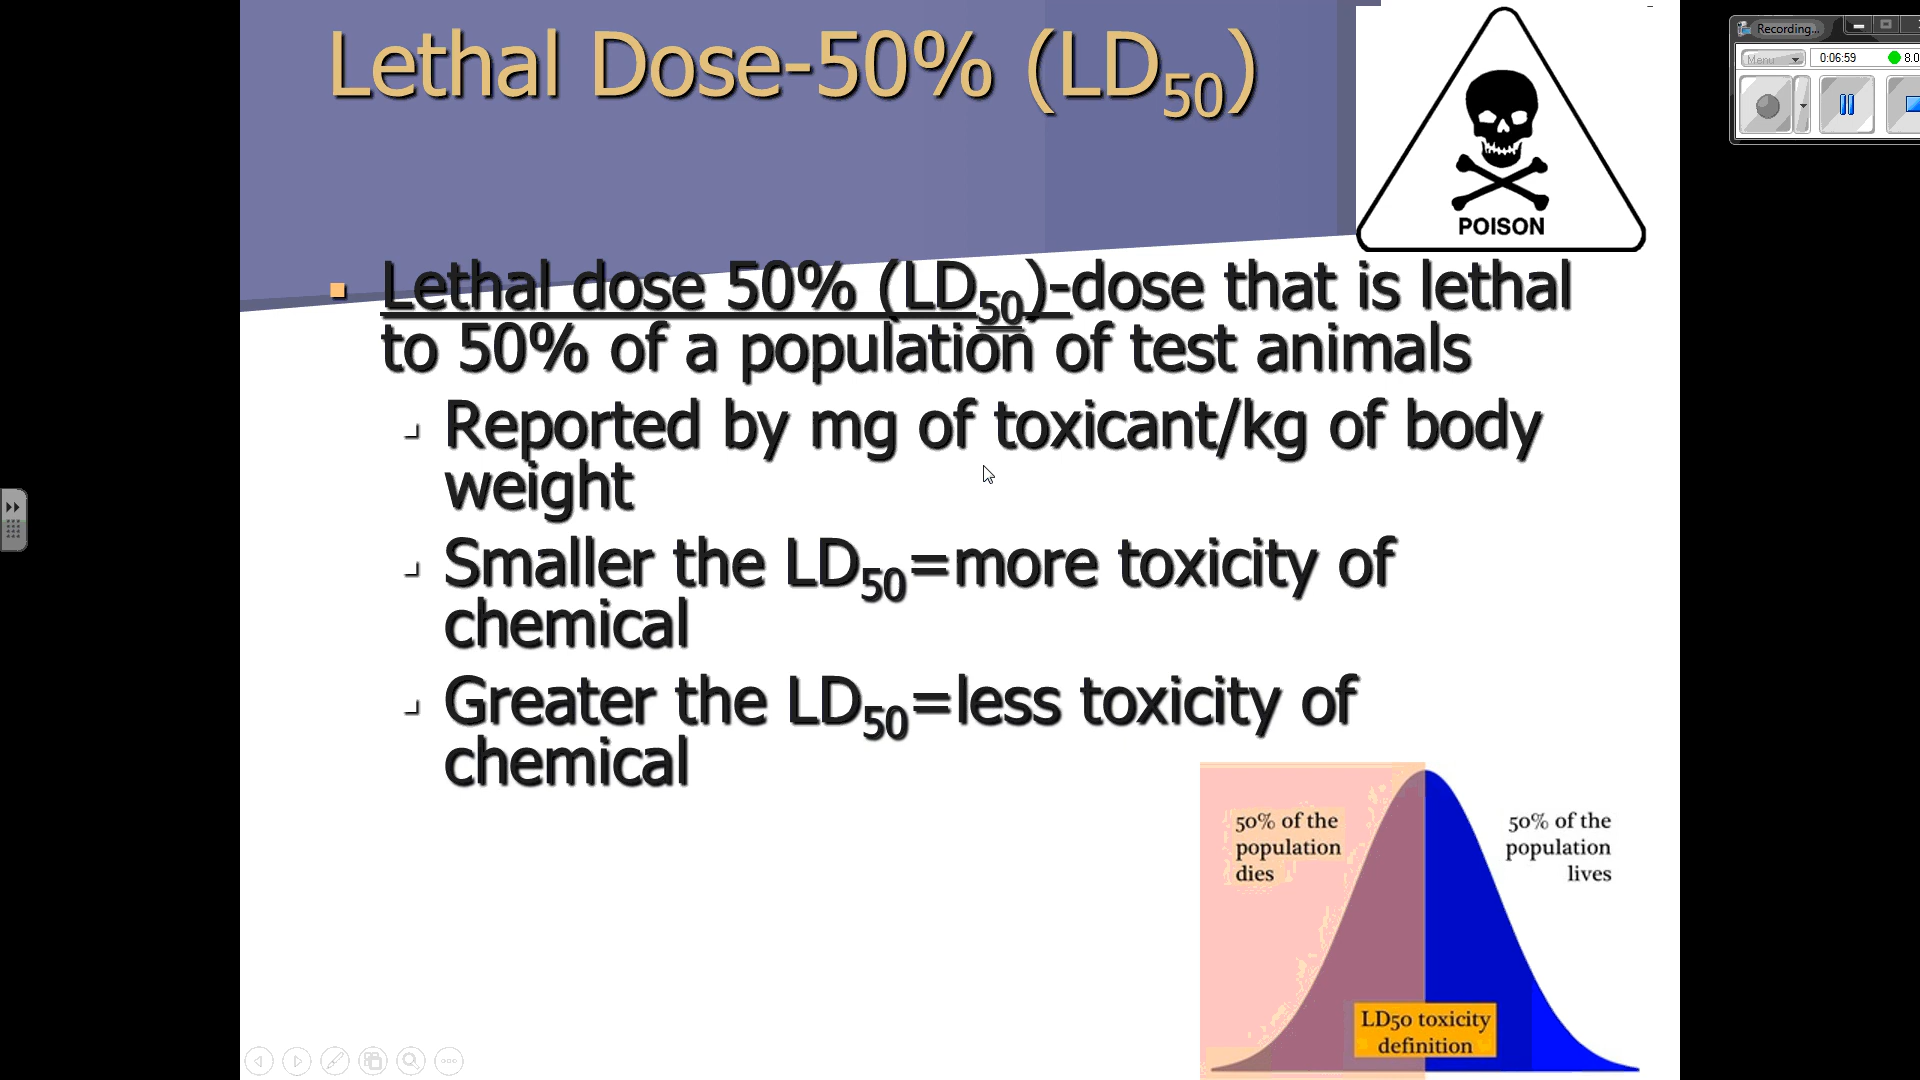 Lethal Dose-50% (LD50)
POISON
Recording...
Menu
0:06:59
8.0
Lethal dose 50% (LD50)-dose that is lethal
to 50% of a population of test animals
Reported by mg of toxicant/kg of body
weight
Smaller the LD50=more toxicity of
chemical
Greater the LD50=less toxicity of
chemical
50% of the
population
dies
50% of the
population
lives
LD50 toxicity
definition